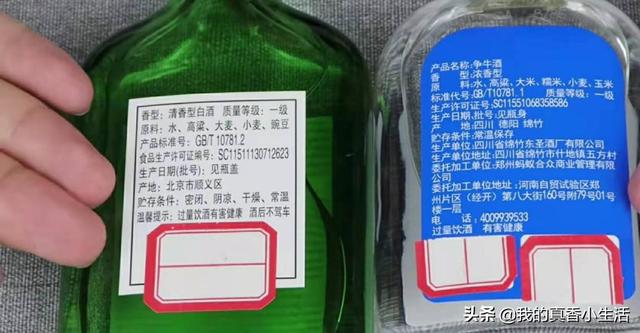 香型：清香型白酒 质量等级：一级
原料：水、高粱、大麦、小麦、豌豆
产品标准号：GB/T 10781.2
食品生产许可证编号：SC11511130712623
生产日期(批号)：见瓶盖
产地：北京市顺义区
贮存条件：密闭、阴凉、干燥、常温
温馨提示：过量饮酒有害健康 酒后不驾车
产品名称：争牛酒
香 型：浓香型
原料：水、高粱、大米、糯米、小麦、玉米
标准代号：GB/T10781.1 质量等级：一级
生产许可证号：SC11551068358586
生产日期：批号：见瓶身
产 地：四川 德阳 绵竹
贮存条件：常温保存
生产单位：四川省绵竹东圣酒厂有限公司
生产单位地址：四川省绵竹市什地镇五方村
委托加工单位：郑州蚂蚁合众商业管理有限公司
委托加工单位地址：河南自贸试验区郑州片区（经开）第八大街160号附79号01号楼一层
电 话：4009939533
过量饮酒 有害健康
头条 @我的真香小生活